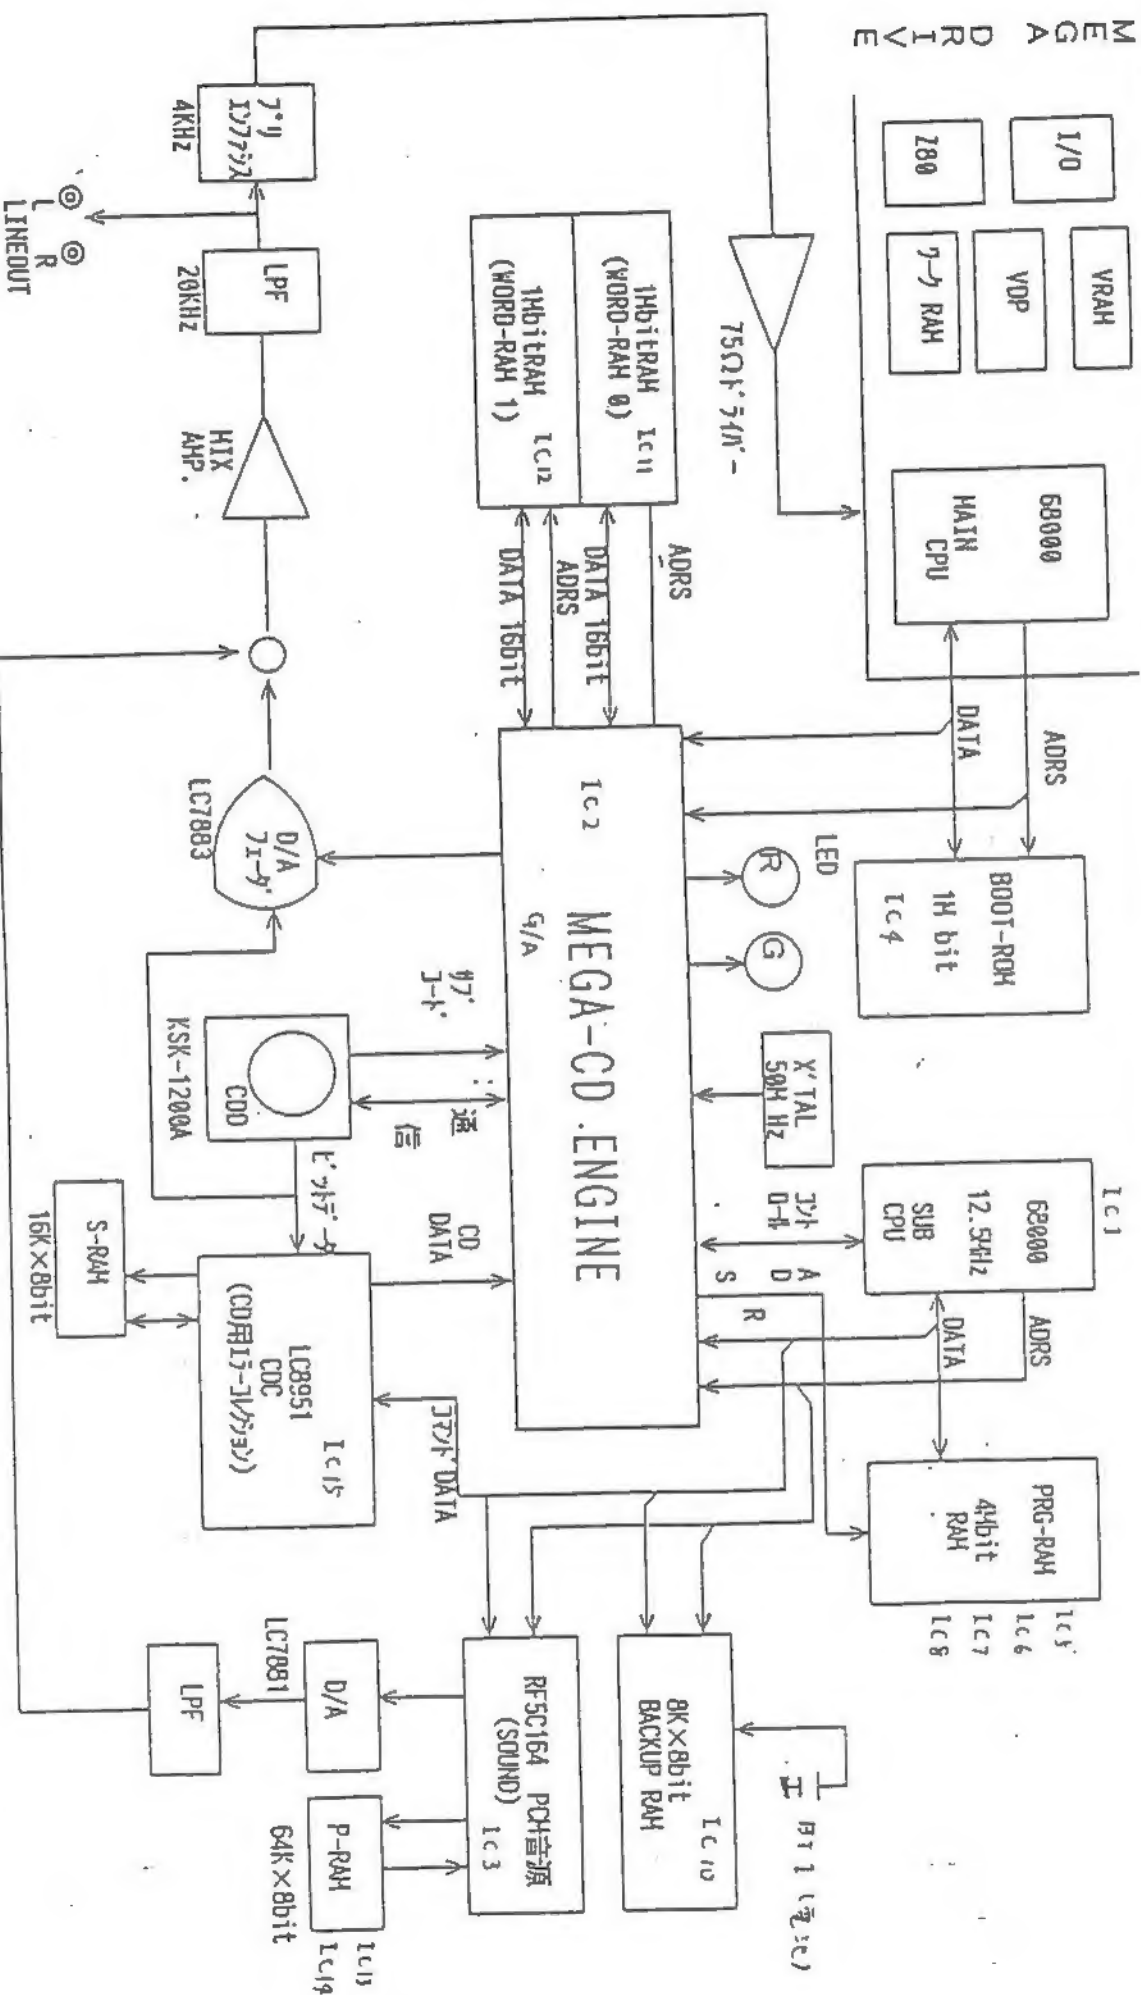 MEGA DRIVE
I/O
Z80
VRAM
VDP
ワーク RAM
68000
MAIN
CPU
DATA
ADRS
BOOT-ROM
1M bit
IC4
IC1
68000
12.5MHz
SUB
CPU
ADRS
DATA
PRG-RAM
4Mbit
RAM
IC5
IC6
IC7
IC8
75Ωドライバー
LED
R
G
X'TAL
50M Hz
コント
ロール
ADRS
1MbitRAM
(WORD-RAM 0)
IC11
1MbitRAM
(WORD-RAM 1)
IC12
ADRS
DATA 16bit
ADRS
DATA 16bit
IC2
MEGA-CD.ENGINE
G/A
8K×8bit
BACKUP RAM
IC10
BT1
プリ
エンファシス
4KHz
LPF
20KHz
L R
LINEOUT
MIX
AMP.
D/A
フェーダ
LC7883
サブ
コード
通信
CDD
KSK-1200A
ビットデータ
CD
DATA
コマンドDATA
LC8951
CDC
(CD用エラーコレクション)
IC15
S-RAM
16K×8bit
RF5C164 PCM音源
(SOUND)
IC3
D/A
LC7881
LPF
P-RAM
64K×8bit
IC13
IC14